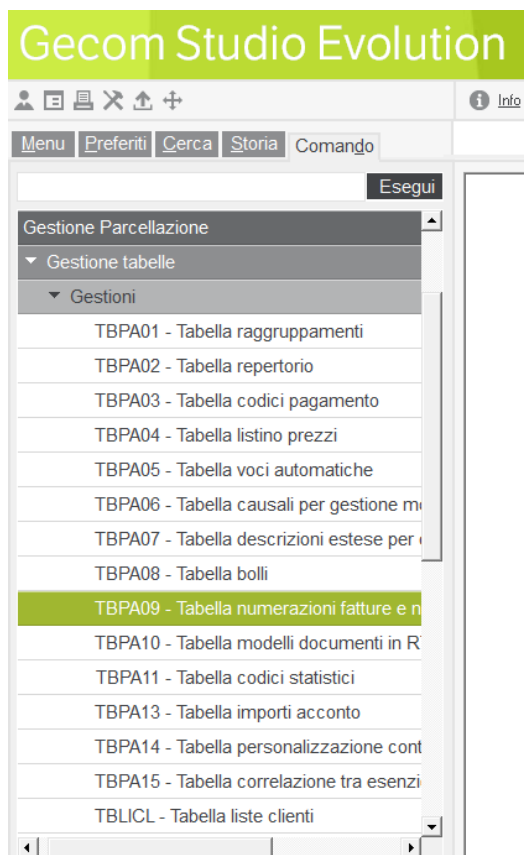 Gecom Studio Evolution
Info
Menu Preferiti Cerca Storia Comando
Esegui
Gestione Parcellazione
Gestione tabelle
Gestioni
TBPA01 - Tabella raggruppamenti
TBPA02 - Tabella repertorio
TBPA03 - Tabella codici pagamento
TBPA04 - Tabella listino prezzi
TBPA05 - Tabella voci automatiche
TBPA06 - Tabella causali per gestione
TBPA07 - Tabella descrizioni estese per
TBPA08 - Tabella bolli
TBPA09 - Tabella numerazioni fatture e n
TBPA10 - Tabella modelli documenti in
TBPA11 - Tabella codici statistici
TBPA13 - Tabella importi acconto
TBPA14 - Tabella personalizzazione cont
TBPA15 - Tabella correlazione tra esenzi
TBLICL - Tabella liste clienti